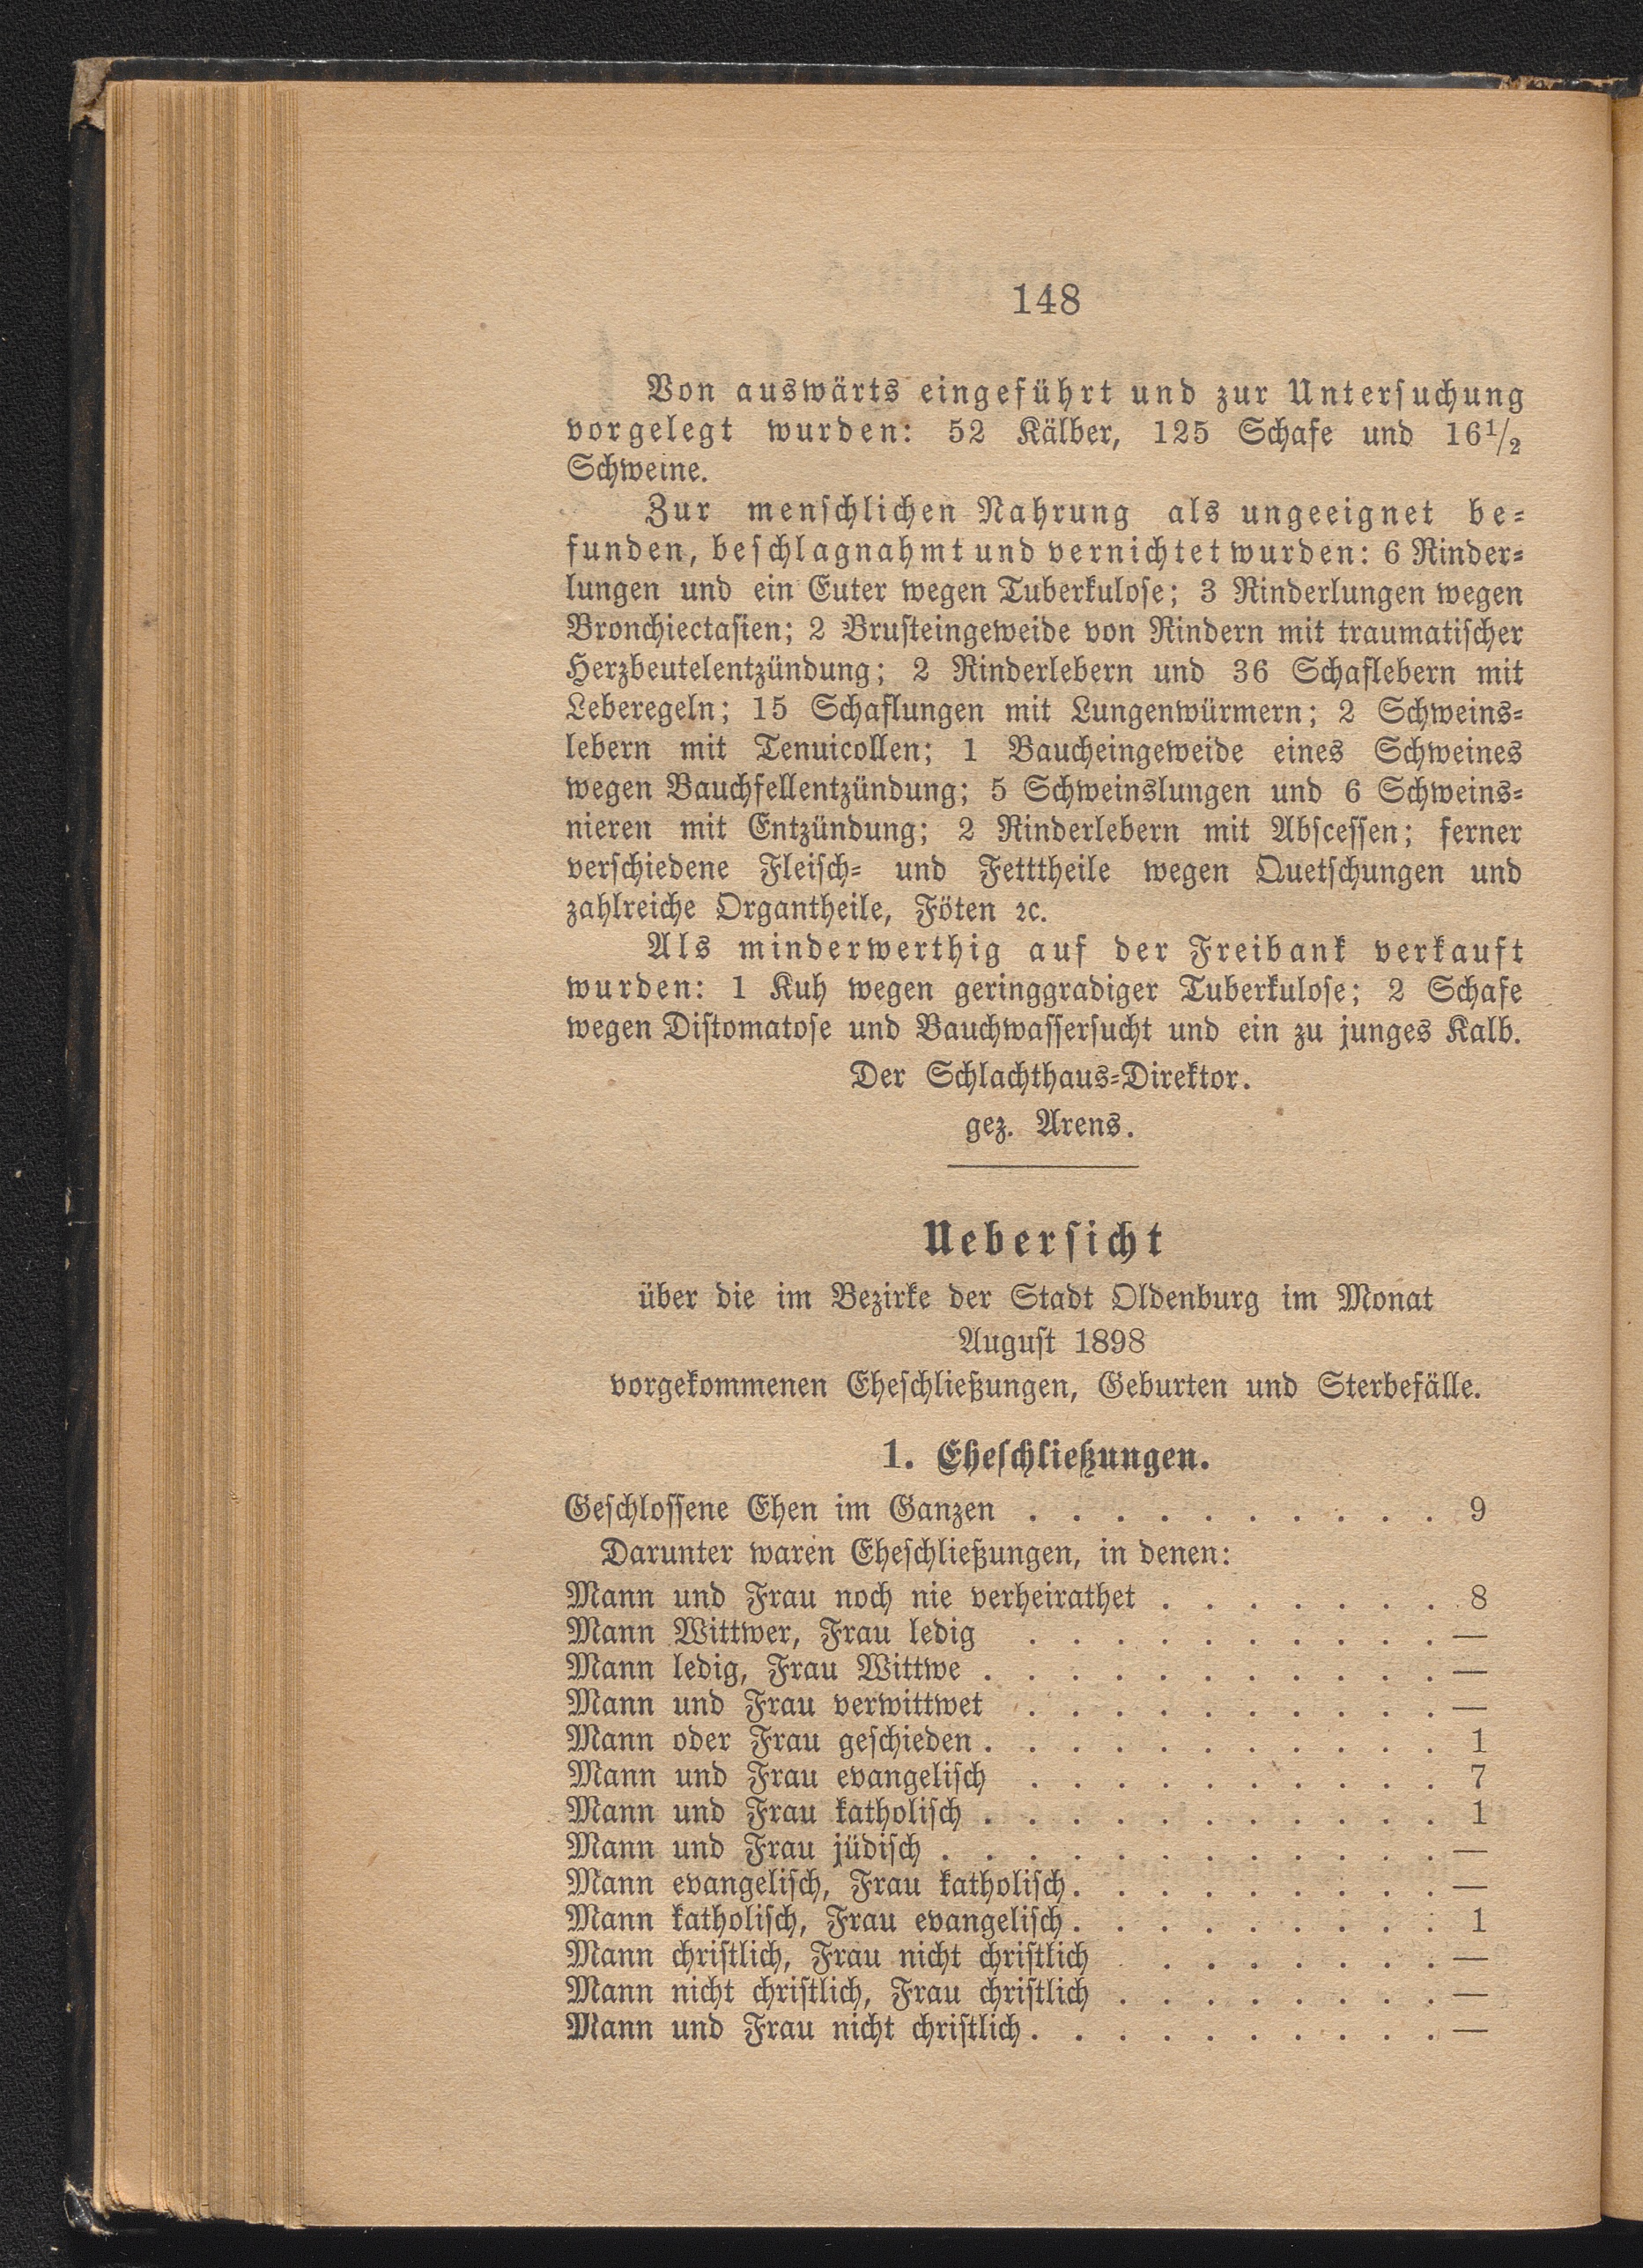 148
Von auswärts eingeführt und zur Unterſuchung
vorgelegt wurden: 52 Kälber, 125 Schafe und 16½
Schweine.
Zur menſchlichen Nahrung als ungeeignet be-
funden, beſchlagnahmt und vernichtet wurden: 6 Rinder-
lungen und ein Euter wegen Tuberkuloſe; 3 Rinderlungen wegen
Bronchiectaſien; 2 Bruſteingeweide von Rindern mit traumatiſcher
Herzbeutelentzündung; 2 Rinderlebern und 36 Schaflebern mit
Leberegeln; 15 Schaflungen mit Lungenwürmern; 2 Schweins-
lebern mit Tenuicollen; 1 Baucheingeweide eines Schweines
wegen Bauchfellentzündung; 5 Schweinslungen und 6 Schweins-
nieren mit Entzündung; 2 Rinderlebern mit Abſceſſen; ferner
verſchiedene Fleiſch- und Fetttheile wegen Quetſchungen und
zahlreiche Organtheile, Föten ꝛc.
Als minderwerthig auf der Freibank verkauft
wurden: 1 Kuh wegen geringgradiger Tuberkuloſe; 2 Schafe
wegen Diſtomatoſe und Bauchwaſſerſucht und ein zu junges Kalb.
Der Schlachthaus-Direktor.
gez. Arens.
Ueberſicht
über die im Bezirke der Stadt Oldenburg im Monat
Auguſt 1898
vorgekommenen Eheſchließungen, Geburten und Sterbefälle.
1. Eheſchließungen.
Geſchloſſene Ehen im Ganzen . . . . . . . . . . 9
Darunter waren Eheſchließungen, in denen:
Mann und Frau noch nie verheirathet . . . . . . . 8
Mann Wittwer, Frau ledig . . . . . . . . . . —
Mann ledig, Frau Wittwe . . . . . . . . . . . —
Mann und Frau verwittwet . . . . . . . . . . —
Mann oder Frau geſchieden . . . . . . . . . . . 1
Mann und Frau evangeliſch . . . . . . . . . . 7
Mann und Frau katholiſch . . . . . . . . . . . 1
Mann und Frau jüdiſch . . . . . . . . . . . . —
Mann evangeliſch, Frau katholiſch . . . . . . . . . —
Mann katholiſch, Frau evangeliſch . . . . . . . . . 1
Mann chriſtlich, Frau nicht chriſtlich . . . . . . . —
Mann nicht chriſtlich, Frau chriſtlich . . . . . . . . —
Mann und Frau nicht chriſtlich . . . . . . . . . . —